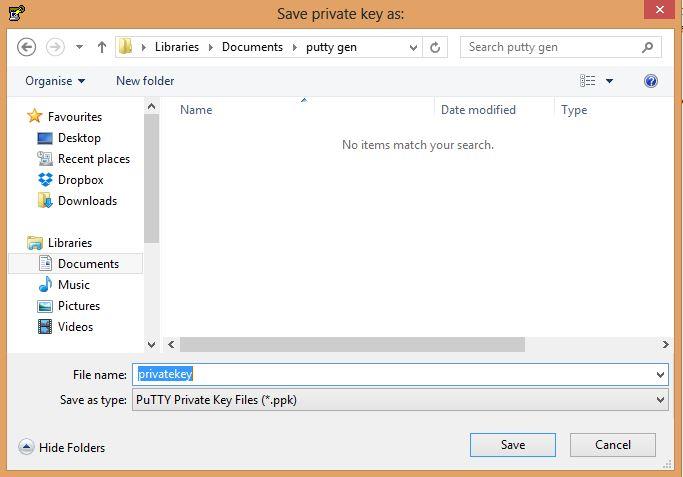 Save private key as:
Libraries Documents putty gen
Search putty gen
Organise New folder
Name Date modified Type
No items match your search.
Favourites
Desktop
Recent places
Dropbox
Downloads
Libraries
Documents
Music
Pictures
Videos
File name: privatekey
Save as type: PuTTY Private Key Files (*.ppk)
Hide Folders Save Cancel